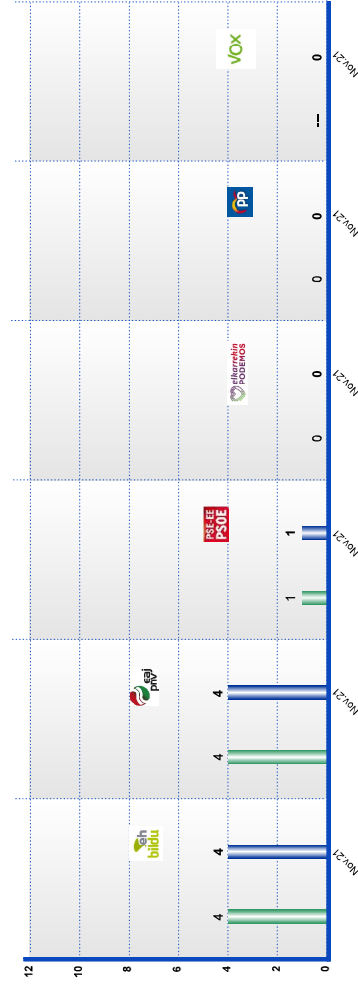 12
10
8
6
4
2
0
eh
bildu
4
4
Nov.21
eaj
pnv
4
4
Nov.21
PSE-EE
PSOE
1
1
Nov.21
elkarrekin
PODEMOS
0
0
Nov.21
pp
0
0
Nov.21
VOX
---
0
Nov.21